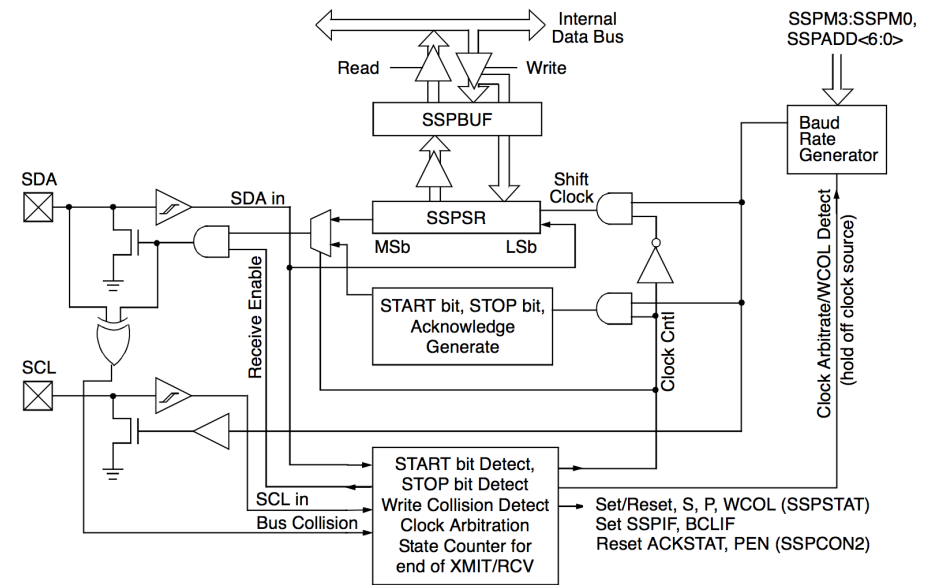 Internal
Data Bus
SSPM3:SSPM0,
SSPADD<6:0>
Read
Write
SSPBUF
Baud
Rate
Generator
SDA
SDA in
Shift
Clock
SSPSR
MSb
LSb
START bit, STOP bit,
Acknowledge
Generate
Receive Enable
Clock Cntl
Clock Arbitrate/WCOL Detect
(hold off clock source)
SCL
START bit Detect,
STOP bit Detect
Write Collision Detect
Clock Arbitration
State Counter for
end of XMIT/RCV
SCL in
Bus Collision
Set/Reset, S, P, WCOL (SSPSTAT)
Set SSPIF, BCLIF
Reset ACKSTAT, PEN (SSPCON2)